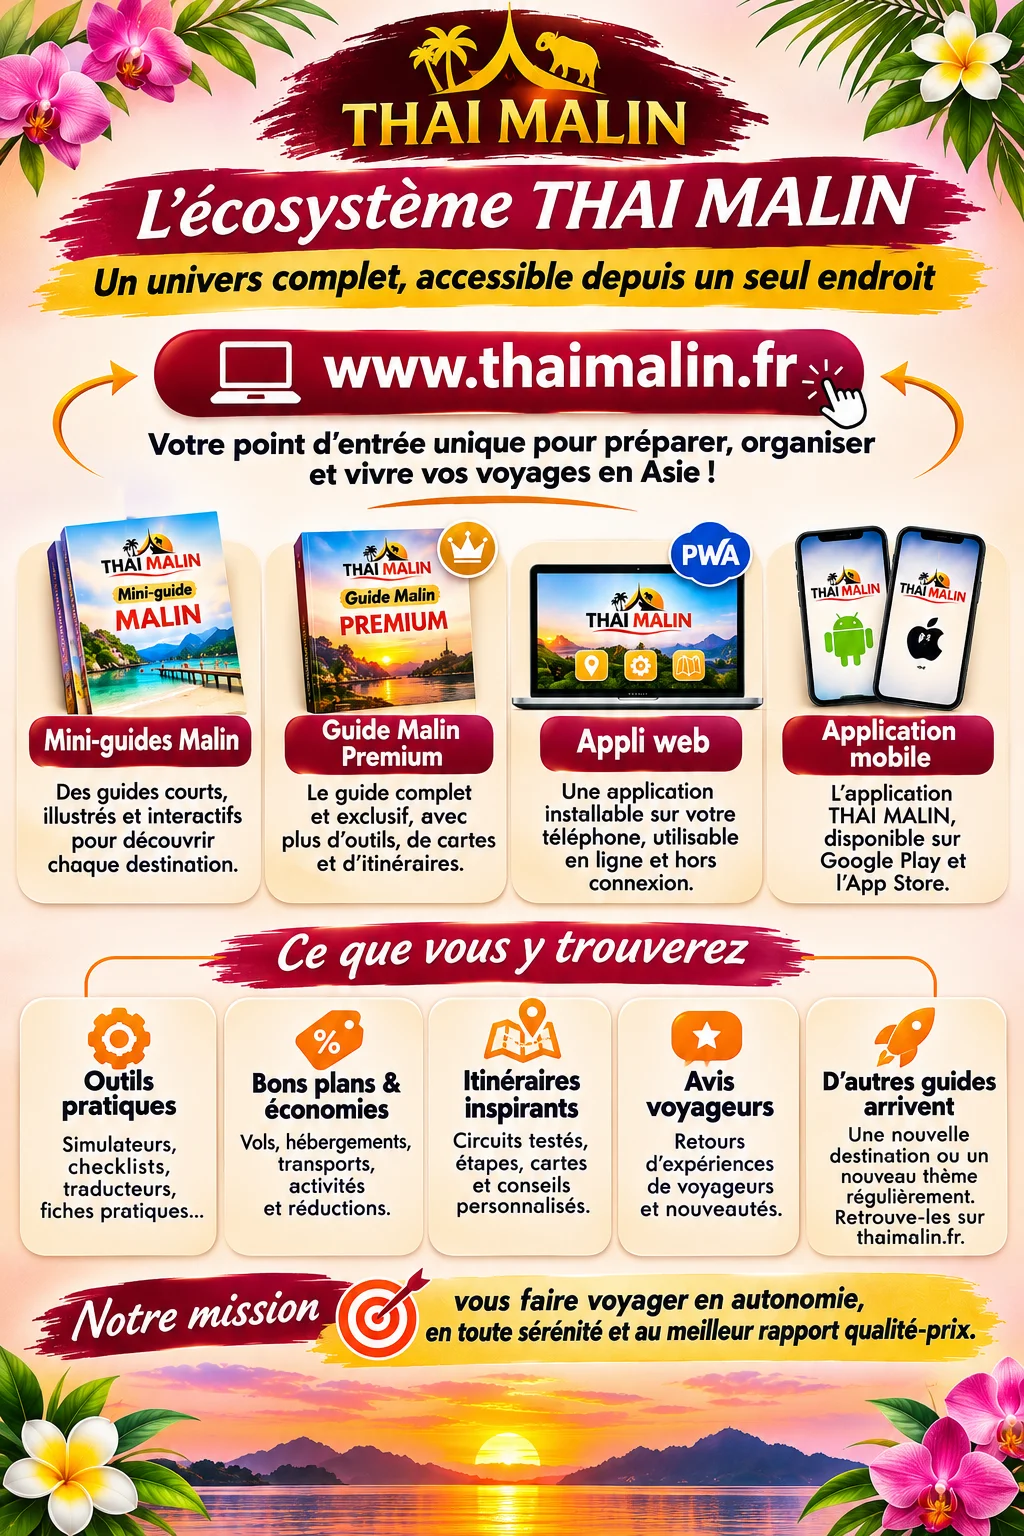 THAI MALIN
L'écosystème THAI MALIN
Un univers complet, accessible depuis un seul endroit
www.thaimalin.fr
Votre point d'entrée unique pour préparer, organiser
et vivre vos voyages en Asie !
THAI MALIN
Mini-guide
MALIN
Mini-guides Malin
Des guides courts,
illustrés et interactifs
pour découvrir
chaque destination.
THAI MALIN
Guide Malin
PREMIUM
Guide Malin
Premium
Le guide complet
et exclusif, avec
plus d'outils, de cartes
et d'itinéraires.
PWA
THAI MALIN
Appli web
Une application
installable sur votre
téléphone, utilisable
en ligne et hors
connexion.
THAI MALIN
THAI MALIN
Application
mobile
L'application
THAI MALIN,
disponible sur
Google Play et
l'App Store.
Ce que vous y trouverez
Outils
pratiques
Simulateurs,
checklists,
traducteurs,
fiches pratiques...
%
Bons plans &
économies
Vols, hébergements,
transports,
activités
et réductions.
Itinéraires
inspirants
Circuits testés,
étapes, cartes
et conseils
personnalisés.
Avis
voyageurs
Retours
d'expériences
de voyageurs
et nouveautés.
D'autres guides
arrivent
Une nouvelle
destination ou un
nouveau thème
régulièrement.
Retrouve-les sur
thaimalin.fr.
Notre mission
vous faire voyager en autonomie,
en toute sérénité et au meilleur rapport qualité-prix.